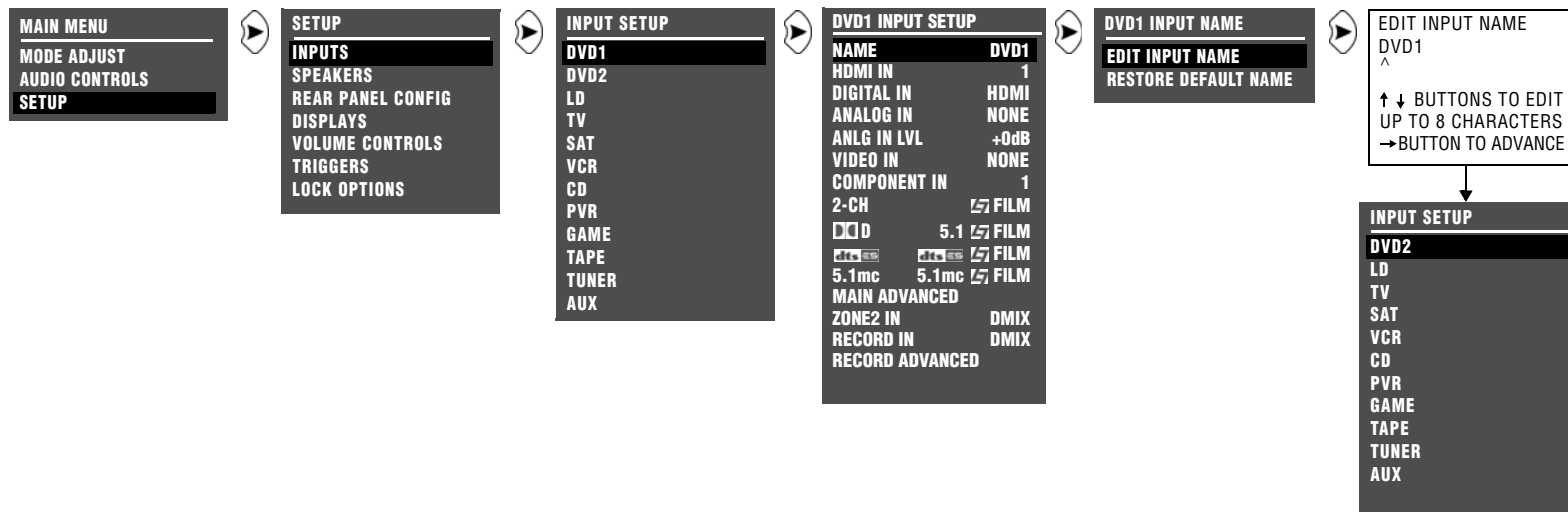 MAIN MENU
MODE ADJUST
AUDIO CONTROLS
SETUP
SETUP
INPUTS
SPEAKERS
REAR PANEL CONFIG
DISPLAYS
VOLUME CONTROLS
TRIGGERS
LOCK OPTIONS
INPUT SETUP
DVD1
DVD2
LD
TV
SAT
VCR
CD
PVR
GAME
TAPE
TUNER
AUX
DVD1 INPUT SETUP
NAME DVD1
HDMI IN 1
DIGITAL IN HDMI
ANALOG IN NONE
ANLG IN LVL +0dB
VIDEO IN NONE
COMPONENT IN 1
2-CH FILM
D 5.1 FILM
dts ES dts ES FILM
5.1mc 5.1mc FILM
MAIN ADVANCED
ZONE2 IN DMIX
RECORD IN DMIX
RECORD ADVANCED
DVD1 INPUT NAME
EDIT INPUT NAME
RESTORE DEFAULT NAME
EDIT INPUT NAME
DVD1
^
↑ ↓ BUTTONS TO EDIT
UP TO 8 CHARACTERS
→BUTTON TO ADVANCE
INPUT SETUP
DVD2
LD
TV
SAT
VCR
CD
PVR
GAME
TAPE
TUNER
AUX